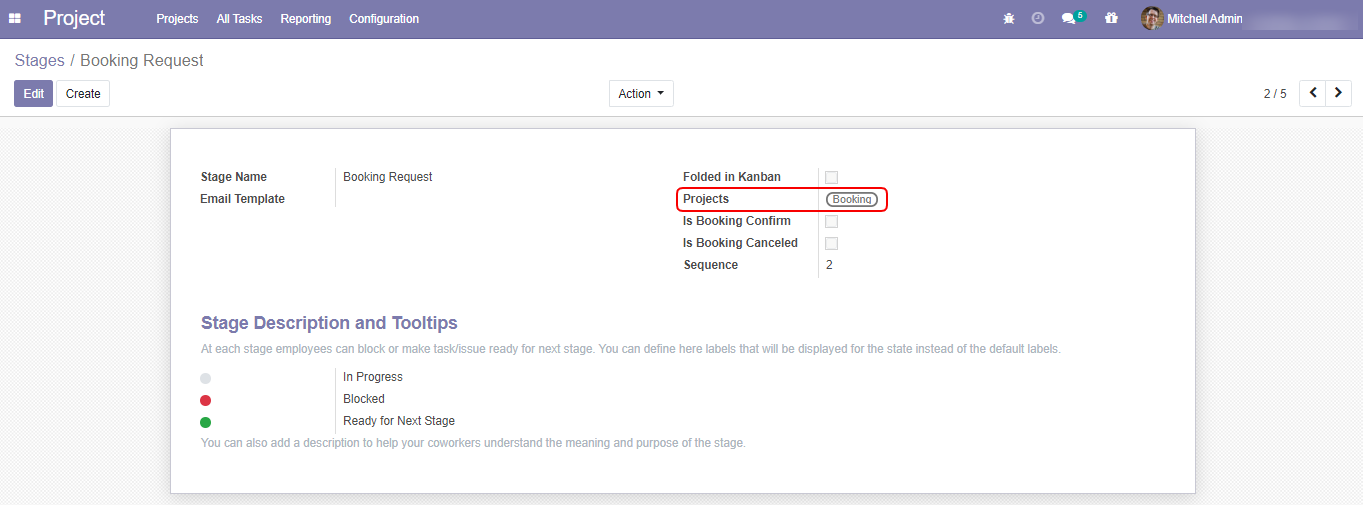 Project Projects All Tasks Reporting Configuration 5 Mitchell Admin
Stages / Booking Request
Edit Create Action 2 / 5
Stage Name Booking Request Folded in Kanban
Email Template Projects Booking
Is Booking Confirm
Is Booking Canceled
Sequence 2
Stage Description and Tooltips
At each stage employees can block or make task/issue ready for next stage. You can define here labels that will be displayed for the state instead of the default labels.
In Progress
Blocked
Ready for Next Stage
You can also add a description to help your coworkers understand the meaning and purpose of the stage.